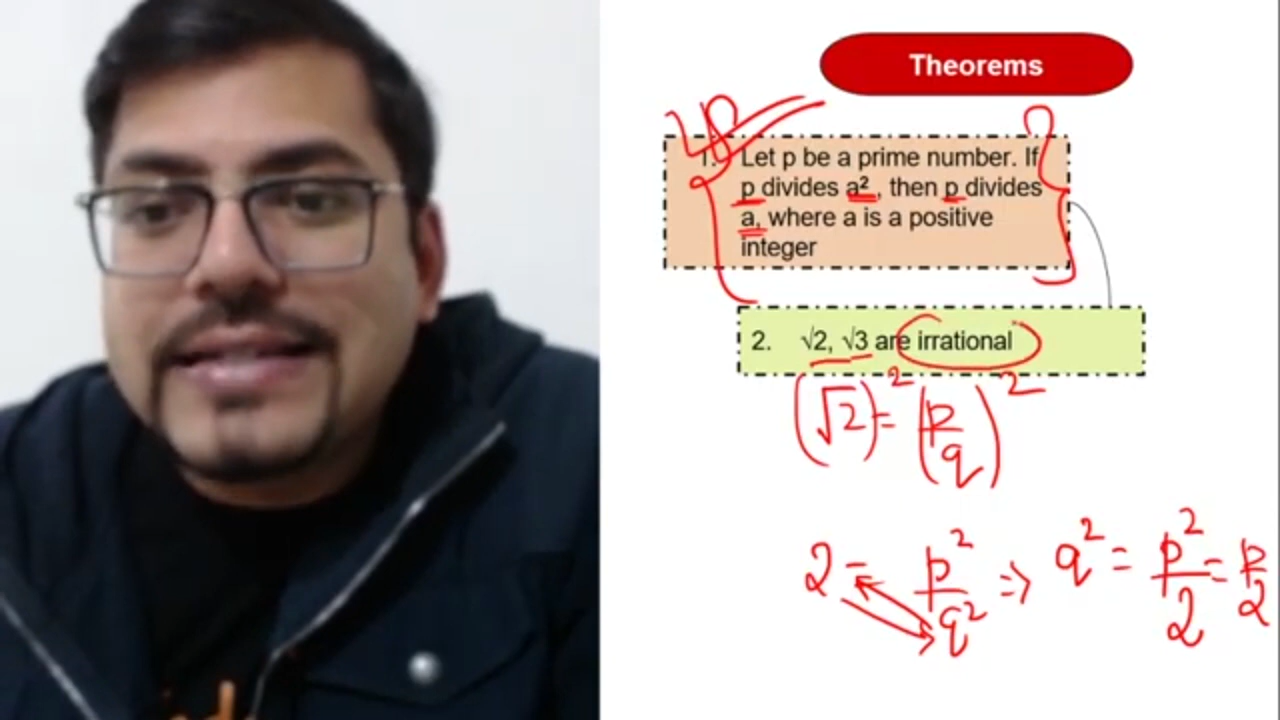 Theorems
1. Let p be a prime number. If
p divides a², then p divides
a, where a is a positive
integer
2. √2, √3 are irrational
(√2)² = (p/q)²
2 = p²/q² ⇒ q² = p²/2 = p/2